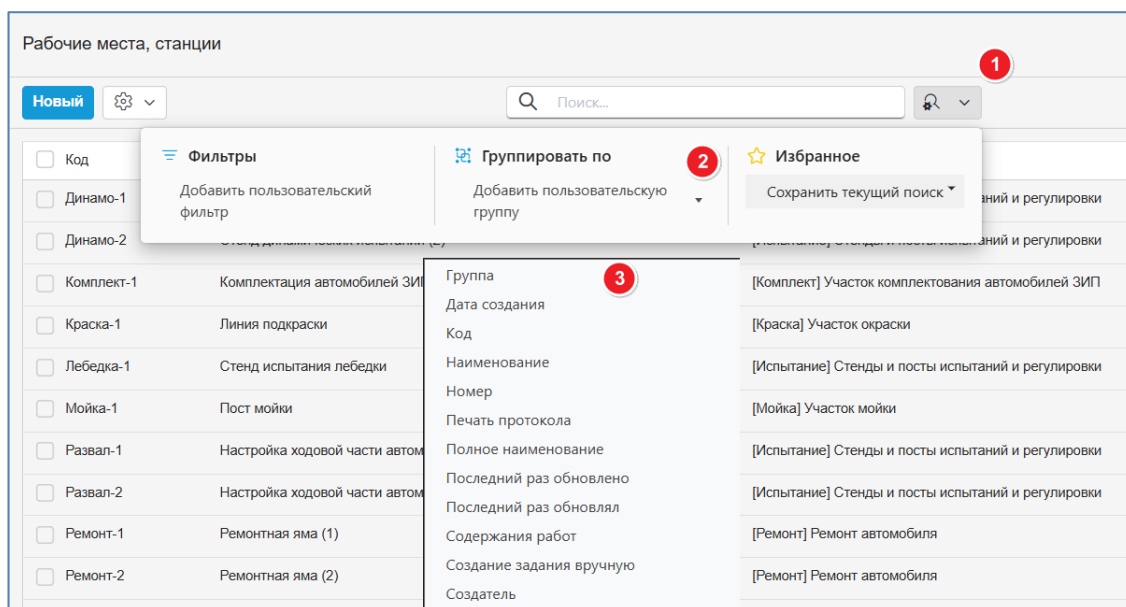 Рабочие места, станции
1
Новый
Поиск...
Код
Фильтры
Группировать по
2
Избранное
Добавить пользовательский
фильтр
Добавить пользовательскую
группу
Сохранить текущий поиск
Динамо-1
аний и регулировки
Динамо-2
Стенд динамических испытаний (2)
[Испытание] Стенды и посты испытаний и регулировки
Группа
3
Дата создания
Код
Наименование
Номер
Печать протокола
Полное наименование
Последний раз обновлено
Последний раз обновлял
Содержания работ
Создание задания вручную
Создатель
Комплект-1
Комплектация автомобилей ЗИ
[Комплект] Участок комплектования автомобилей ЗИП
Краска-1
Линия подкраски
[Краска] Участок окраски
Лебедка-1
Стенд испытания лебедки
[Испытание] Стенды и посты испытаний и регулировки
Мойка-1
Пост мойки
[Мойка] Участок мойки
Развал-1
Настройка ходовой части автом
[Испытание] Стенды и посты испытаний и регулировки
Развал-2
Настройка ходовой части автом
[Испытание] Стенды и посты испытаний и регулировки
Ремонт-1
Ремонтная яма (1)
[Ремонт] Ремонт автомобиля
Ремонт-2
Ремонтная яма (2)
[Ремонт] Ремонт автомобиля